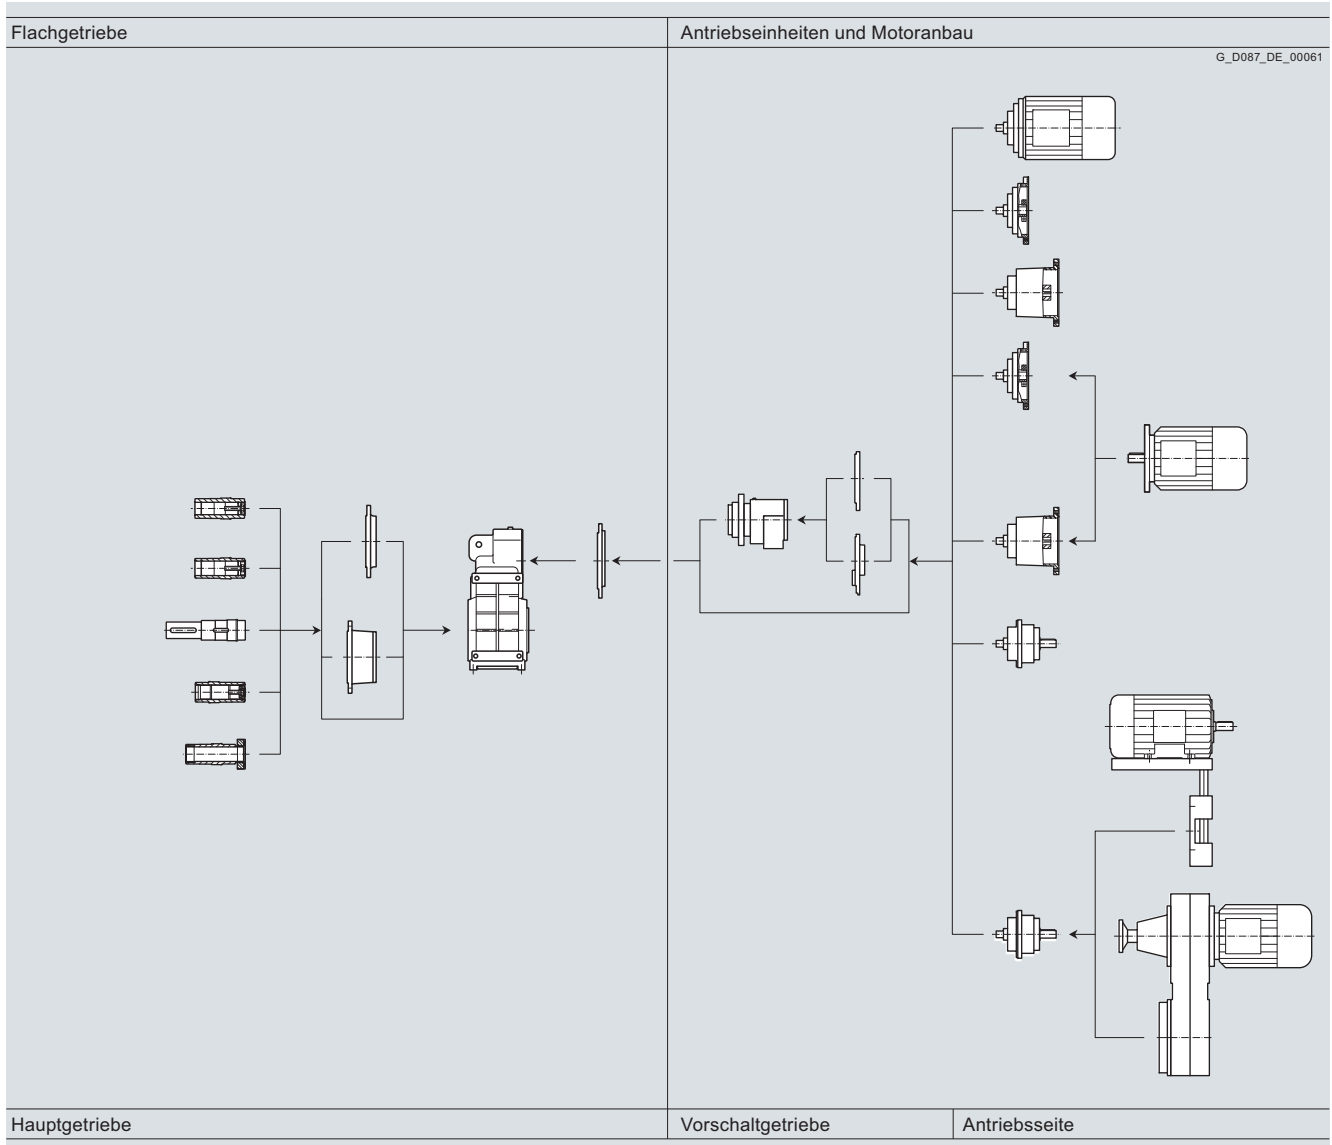 Flachgetriebe
Antriebseinheiten und Motoranbau
G_D087_DE_00061
Hauptgetriebe
Vorschaltgetriebe
Antriebsseite